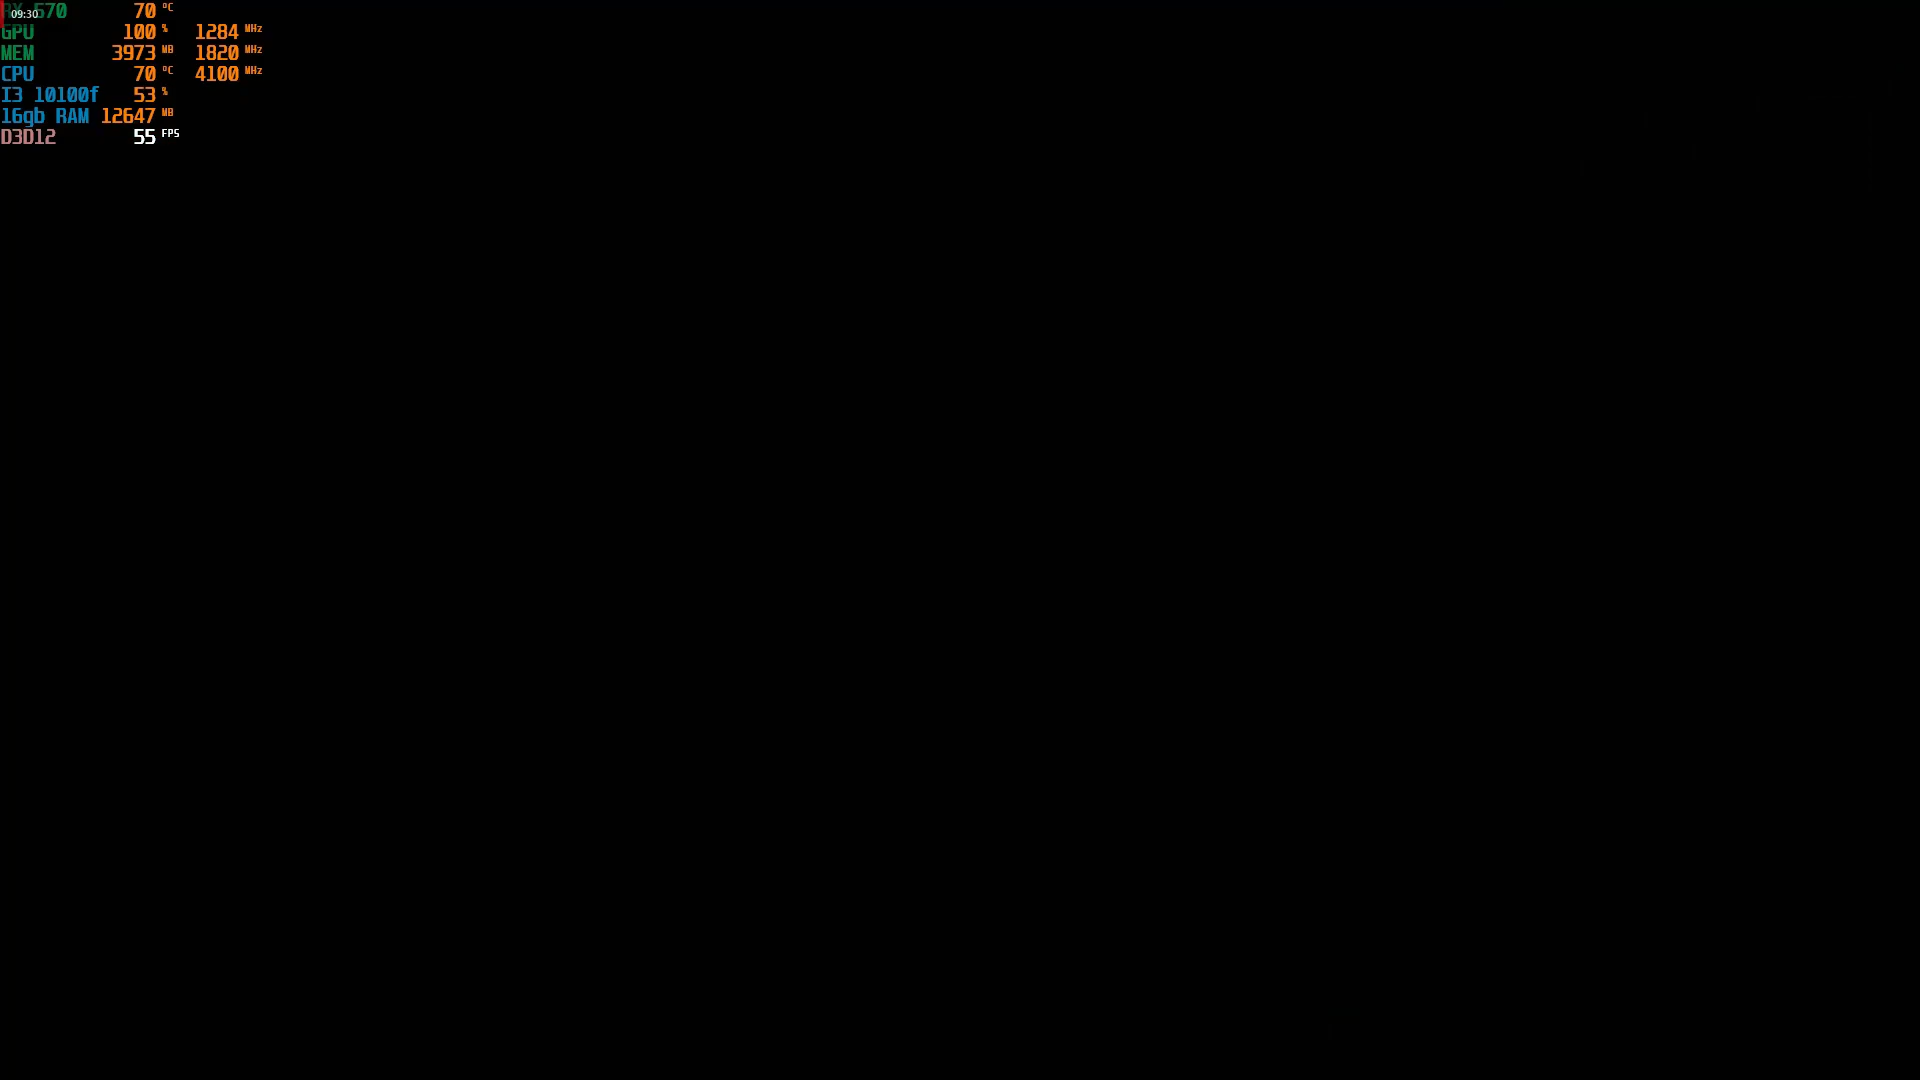 09:30
RX 570 70 °C
GPU 100 % 1284 MHz
MEM 3973 MB 1820 MHz
CPU 70 °C 4100 MHz
I3 10100f 53 %
16gb RAM 12647 MB
D3D12 55 FPS